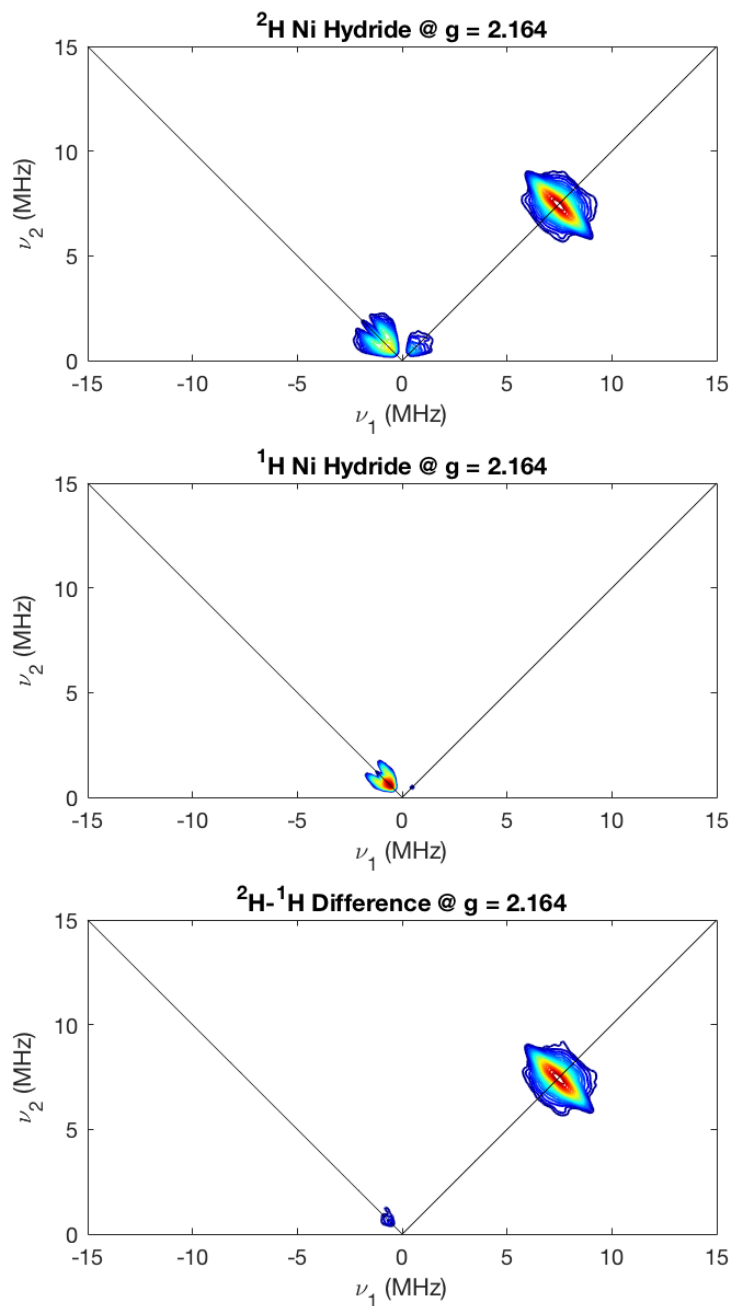 ²H Ni Hydride @ g = 2.164
15
10
5
0
ν₂ (MHz)
-15 -10 -5 0 5 10 15
ν₁ (MHz)
¹H Ni Hydride @ g = 2.164
15
10
5
0
ν₂ (MHz)
-15 -10 -5 0 5 10 15
ν₁ (MHz)
²H-¹H Difference @ g = 2.164
15
10
5
0
ν₂ (MHz)
-15 -10 -5 0 5 10 15
ν₁ (MHz)